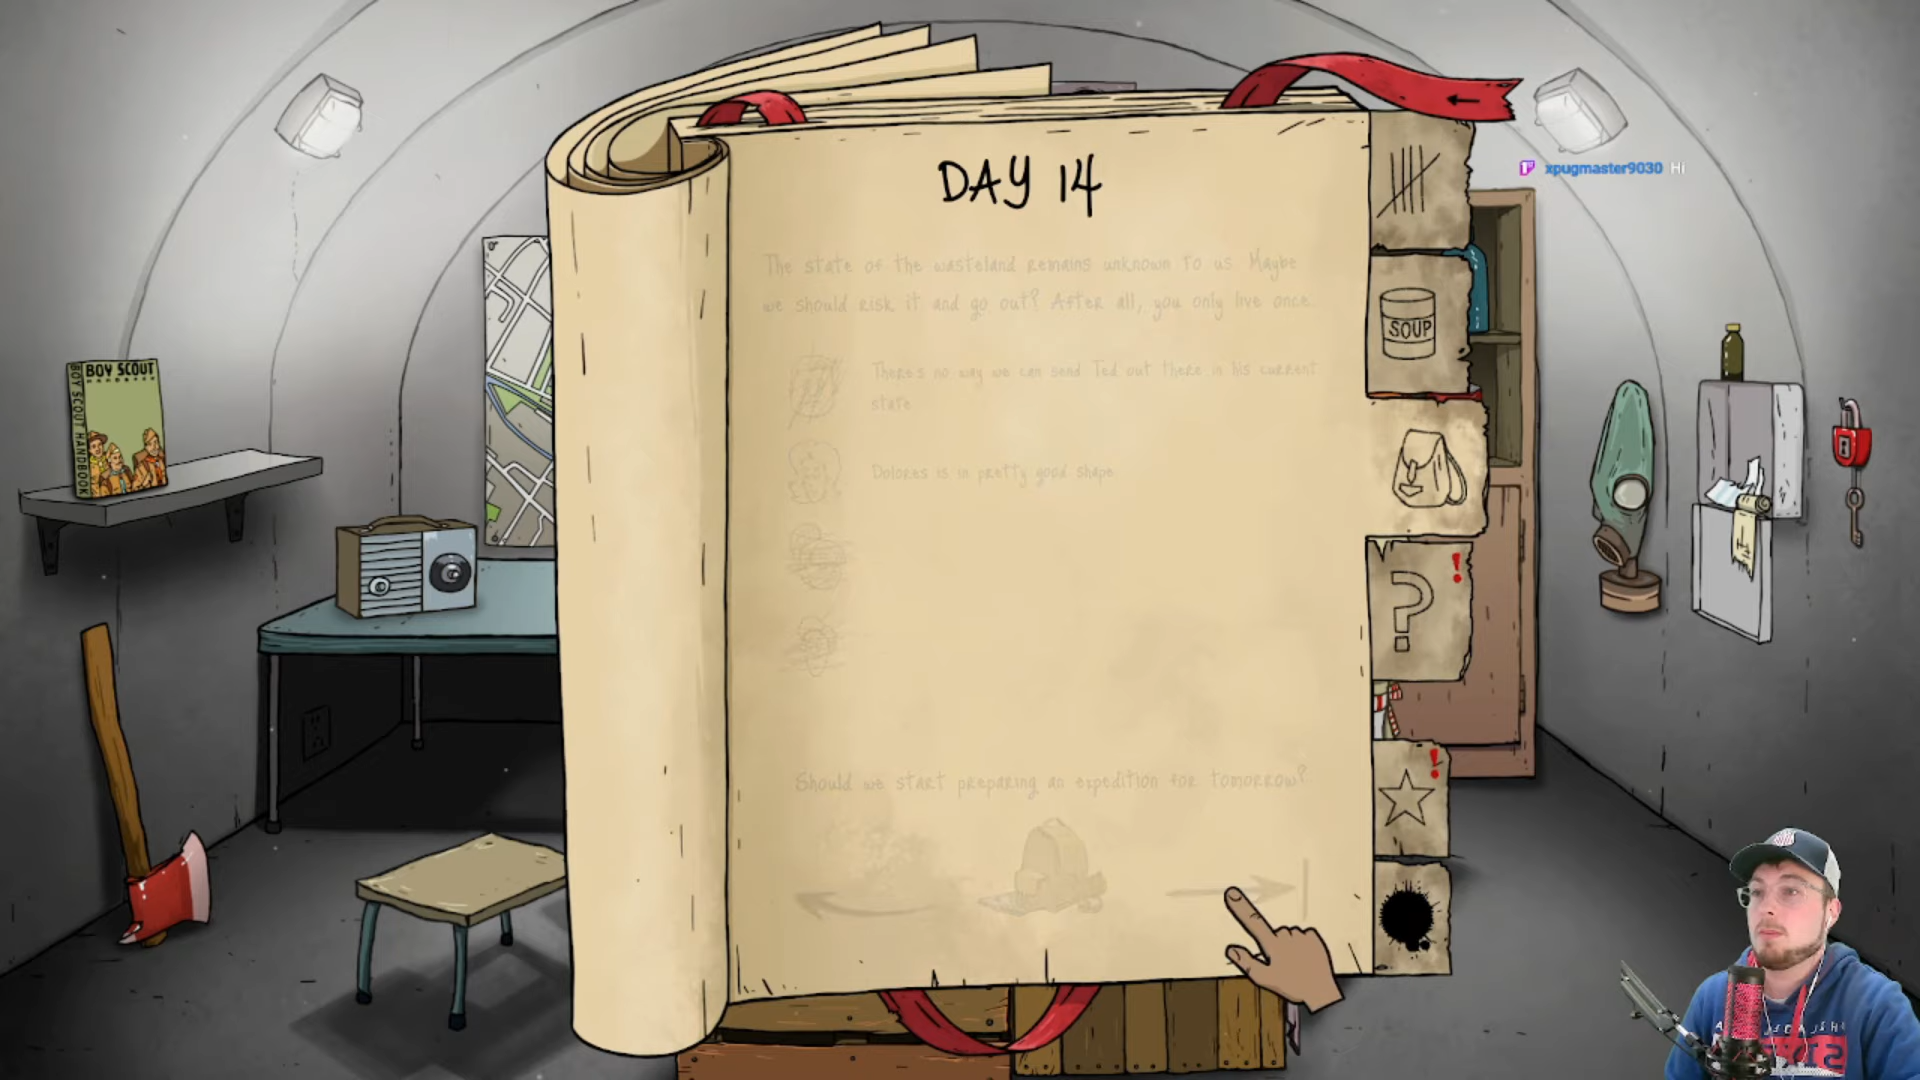 DAY 14
xpugmaster9030 Hi
The state of the wasteland remains unknown to us. Maybe
we should risk it and go out? After all, you only live once.
There's no way we can send Ted out there in his current
state.
Dolores is in pretty good shape.
Should we start preparing an expedition for tomorrow?
SOUP
BOY SCOUT
HANDBOOK
BOY SCOUT HANDBOOK